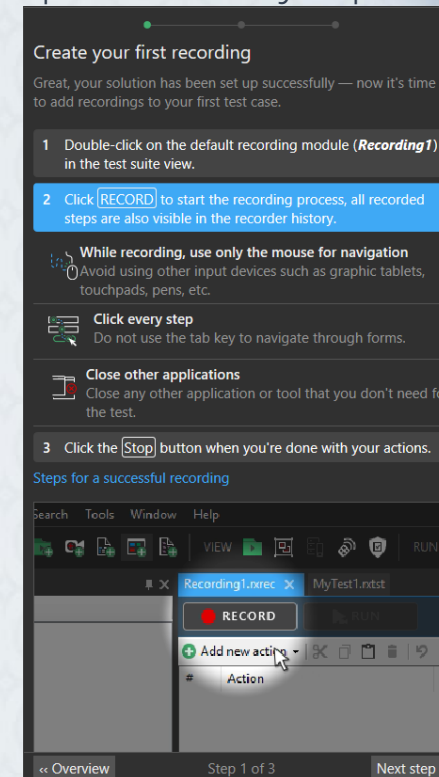 Create your first recording
Great, your solution has been set up successfully — now it's time
to add recordings to your first test case.
1 Double-click on the default recording module (Recording1)
in the test suite view.
2 Click RECORD to start the recording process, all recorded
steps are also visible in the recorder history.
While recording, use only the mouse for navigation
Avoid using other input devices such as graphic tablets,
touchpads, pens, etc.
Click every step
Do not use the tab key to navigate through forms.
Close other applications
Close any other application or tool that you don't need fo
the test.
3 Click the Stop button when you're done with your actions.
Steps for a successful recording
Search Tools Window Help
VIEW RUN
Recording1.rxrec MyTest1.rxtst
RECORD RUN
Add new action
# Action
‹‹ Overview Step 1 of 3 Next step